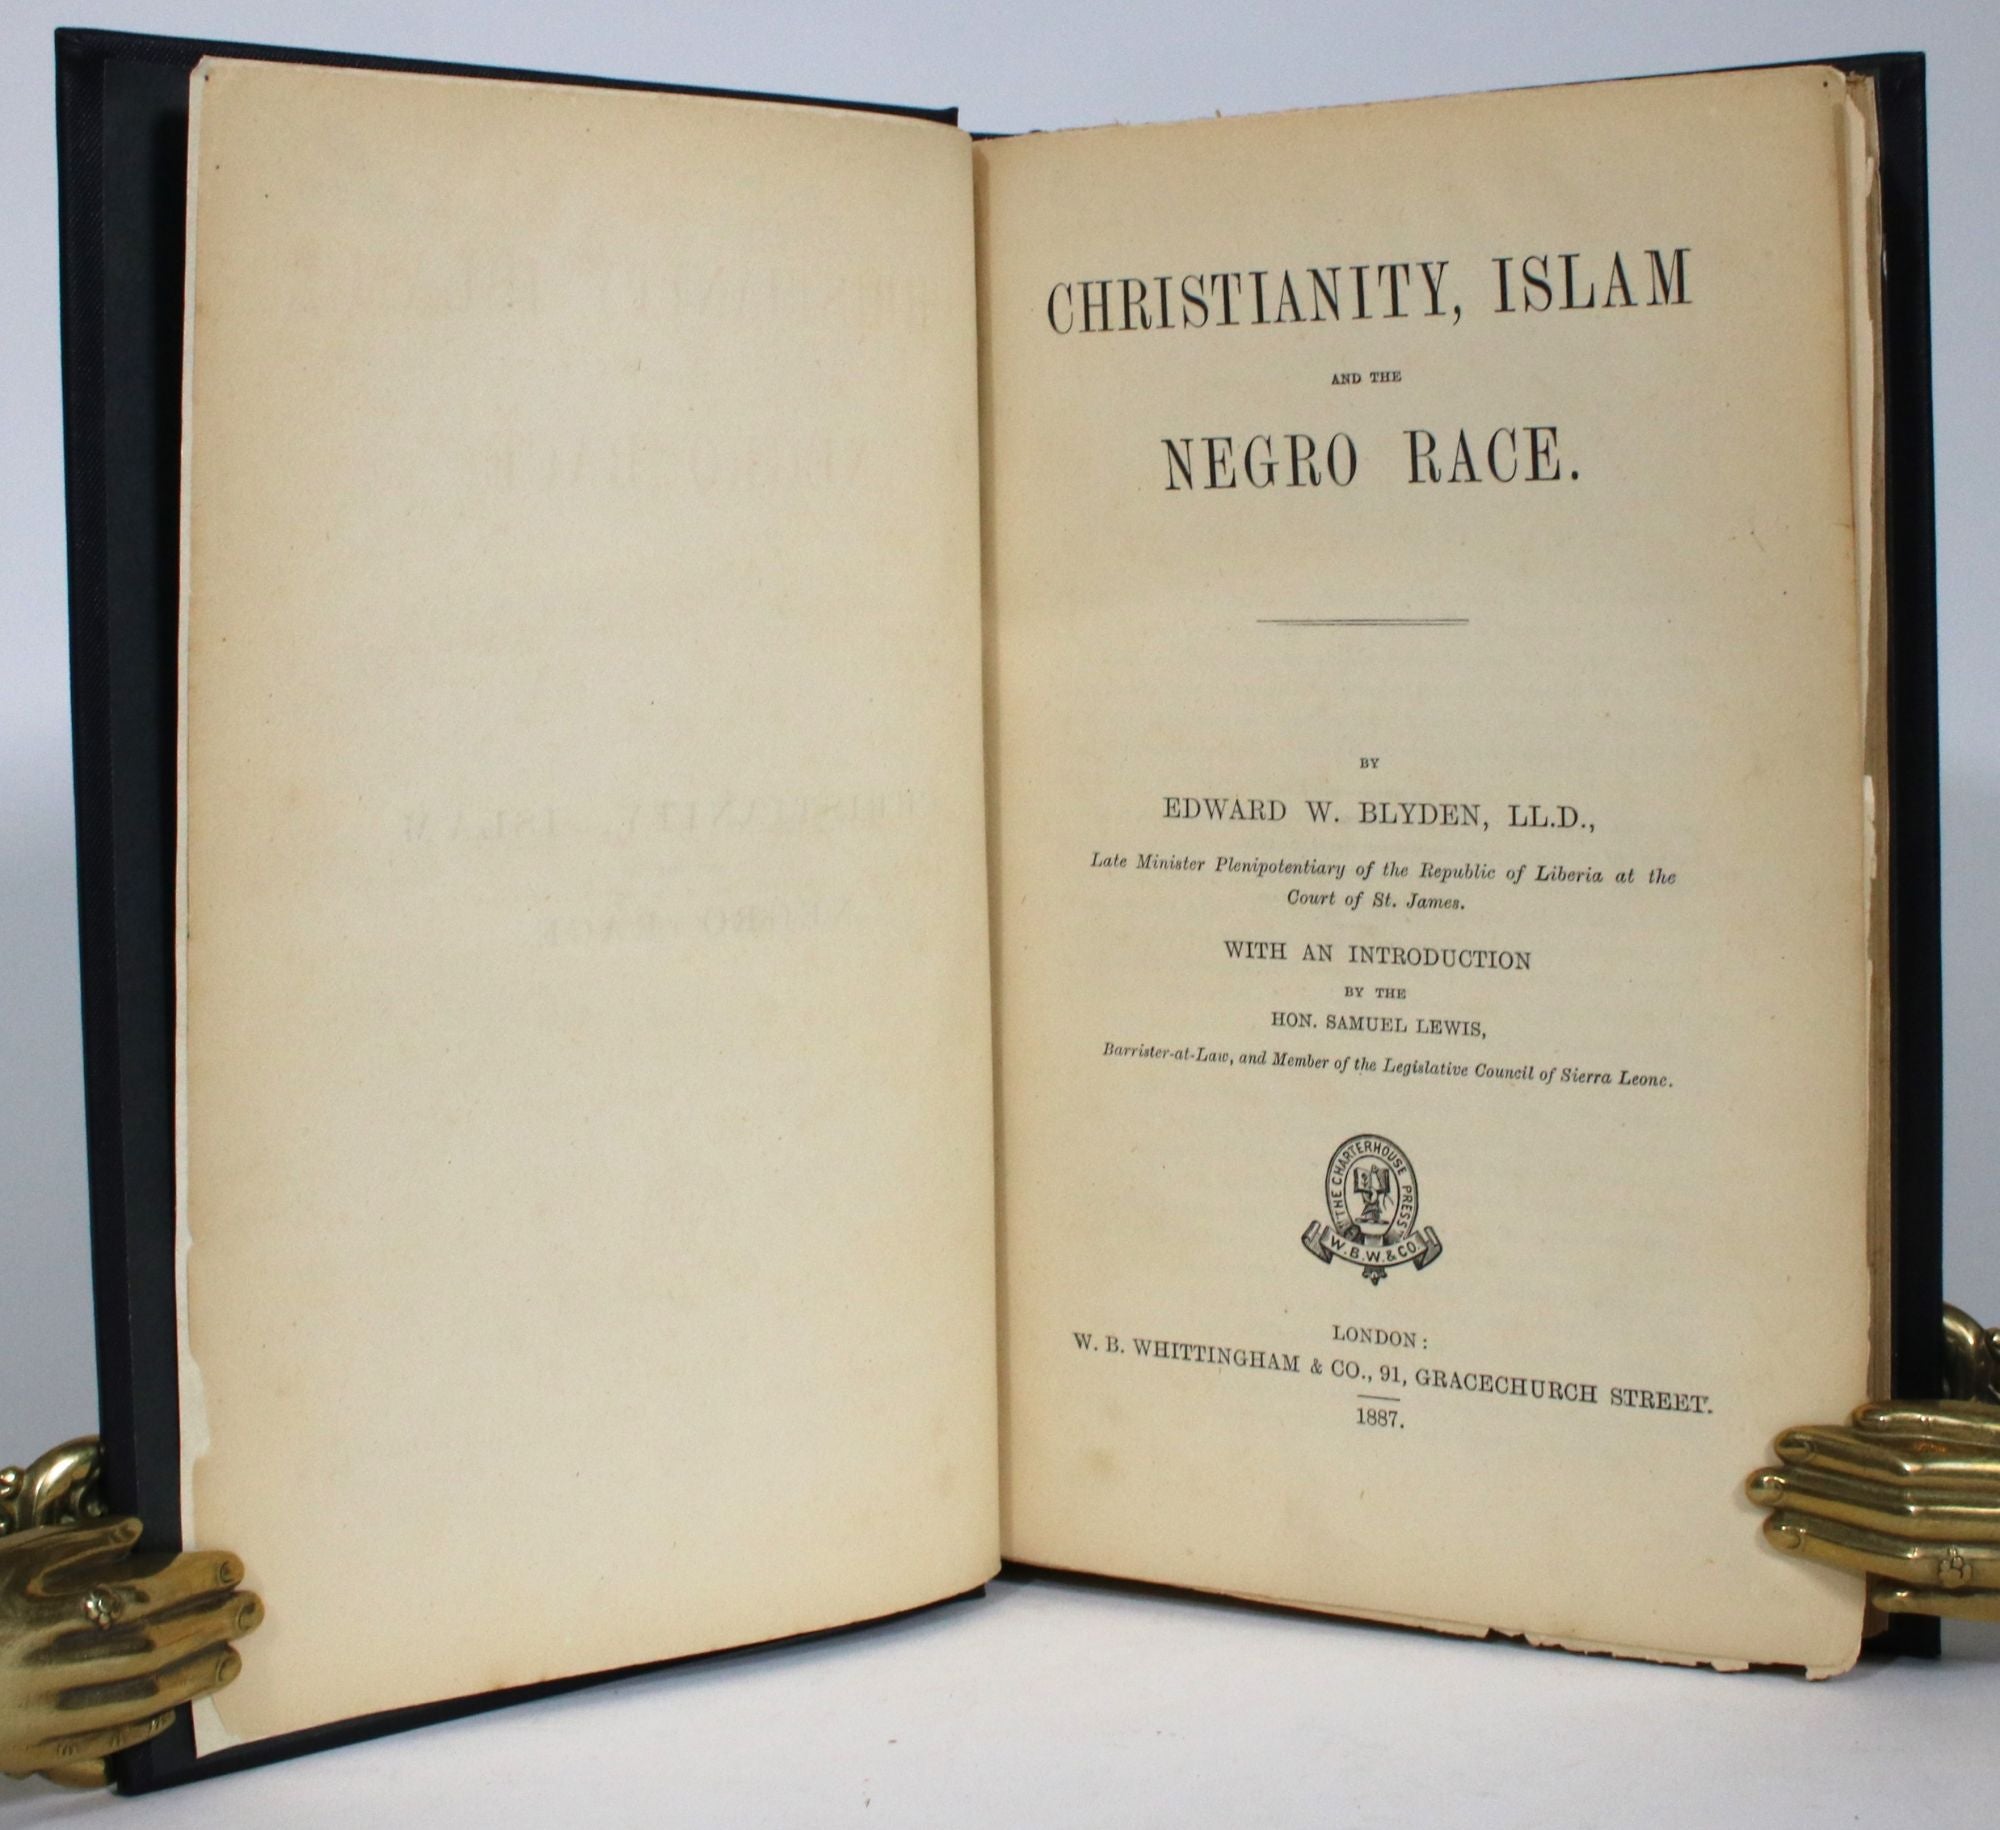 CHRISTIANITY, ISLAM
AND THE
NEGRO RACE.
BY
EDWARD W. BLYDEN, LL.D.,
Late Minister Plenipotentiary of the Republic of Liberia at the
Court of St. James.
WITH AN INTRODUCTION
BY THE
HON. SAMUEL LEWIS,
Barrister-at-Law, and Member of the Legislative Council of Sierra Leone.
THE CHARTERHOUSE PRESS
W. B. W. & CO.
LONDON:
W. B. WHITTINGHAM & CO., 91, GRACECHURCH STREET.
1887.